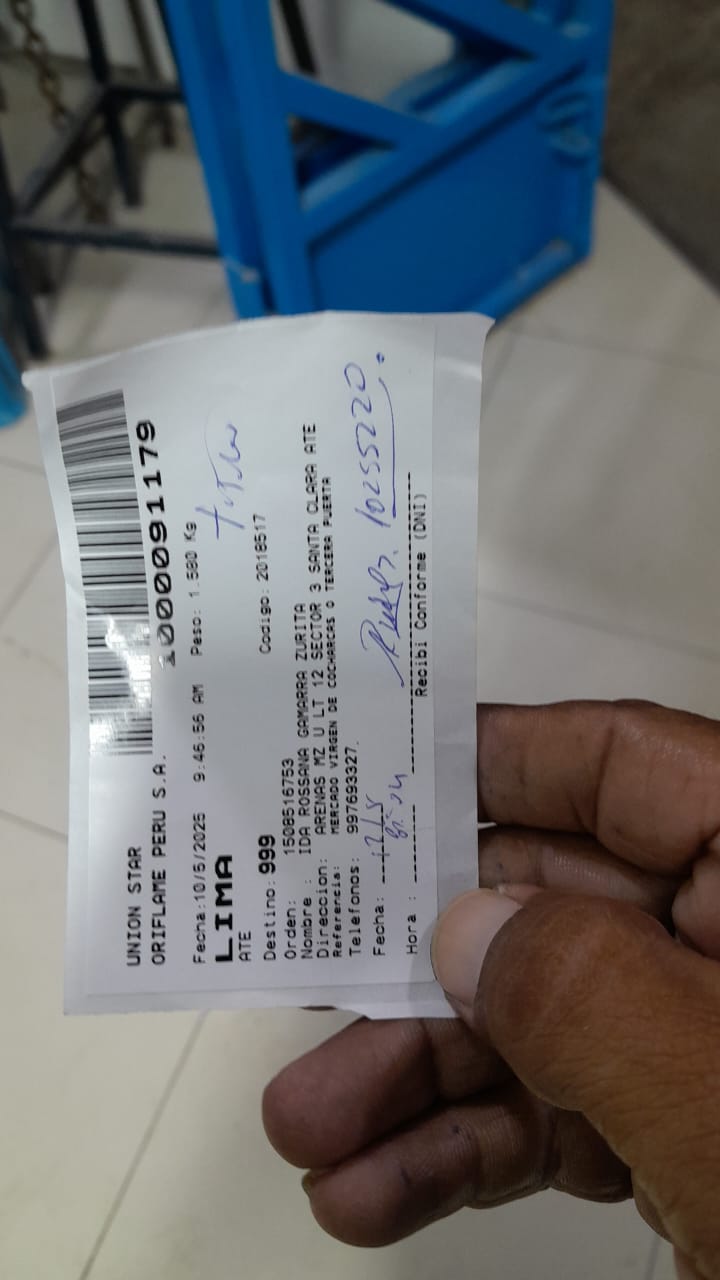 1000091179
UNION STAR
ORIFLAME PERU S.A.
Fecha:10/5/2025 9:46:56 AM Peso: 1.580 Kg
LIMA
ATE
Destino: 999 Codigo: 2018517
Orden: 1508516753
Nombre : IDA ROSSANA GAMARRA ZURITA
Direccion: ARENAS MZ U LT 12 SECTOR 3 SANTA CLARA ATE
Referencia: MERCADO VIRGEN DE COCHARCAS O TERCERA PUERTA
Telefonos: 997693327.
Fecha: 12/5 10255220.
Hora :
Recibi Conforme (DNI)